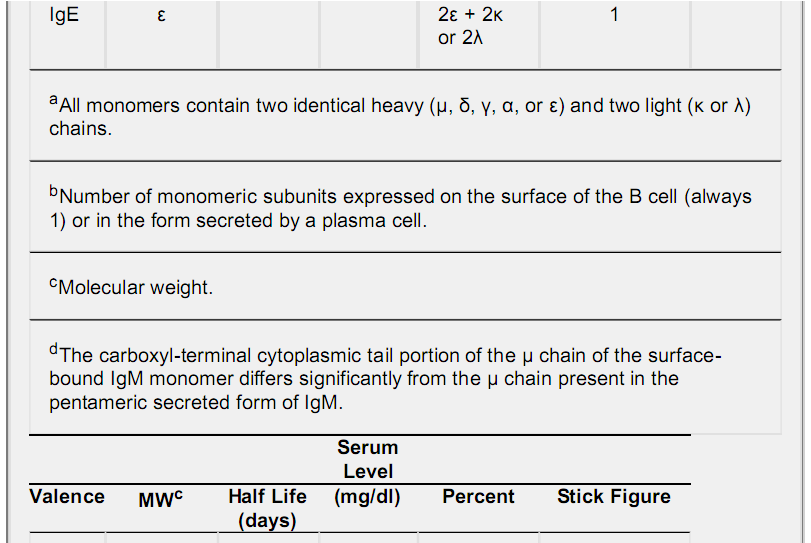 IgE ε 2ε + 2κ 1
or 2λ
aAll monomers contain two identical heavy (μ, δ, γ, α, or ε) and two light (κ or λ)
chains.
bNumber of monomeric subunits expressed on the surface of the B cell (always
1) or in the form secreted by a plasma cell.
cMolecular weight.
dThe carboxyl-terminal cytoplasmic tail portion of the μ chain of the surface-
bound IgM monomer differs significantly from the μ chain present in the
pentameric secreted form of IgM.
Serum
Level
Valence MWc Half Life (mg/dl) Percent Stick Figure
(days)